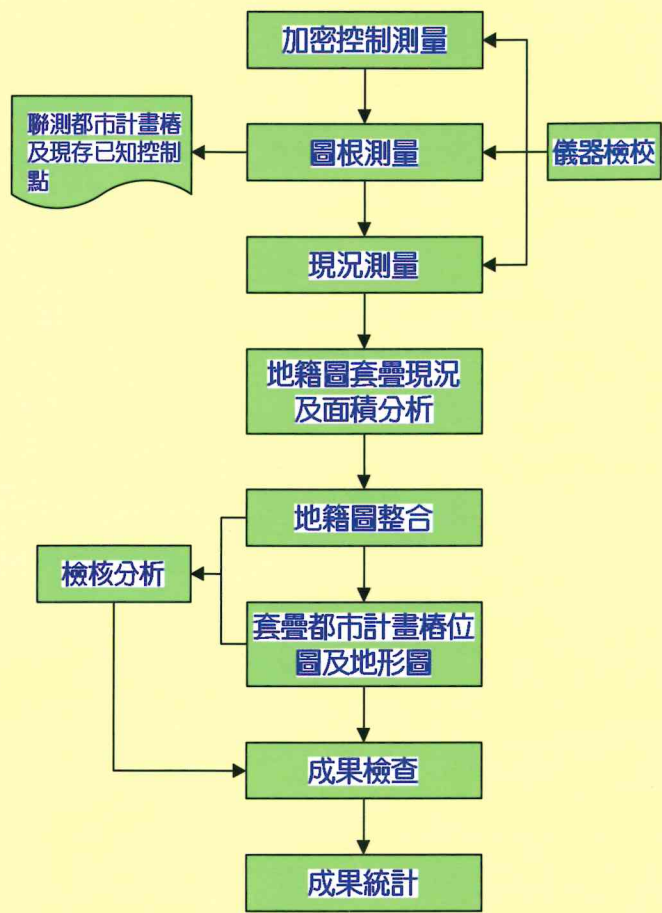 加密控制測量
聯測都市計畫樁
及現存已知控制
點
圖根測量
儀器檢校
現況測量
地籍圖套疊現況
及面積分析
地籍圖整合
檢核分析
套疊都市計畫樁位
圖及地形圖
成果檢查
成果統計